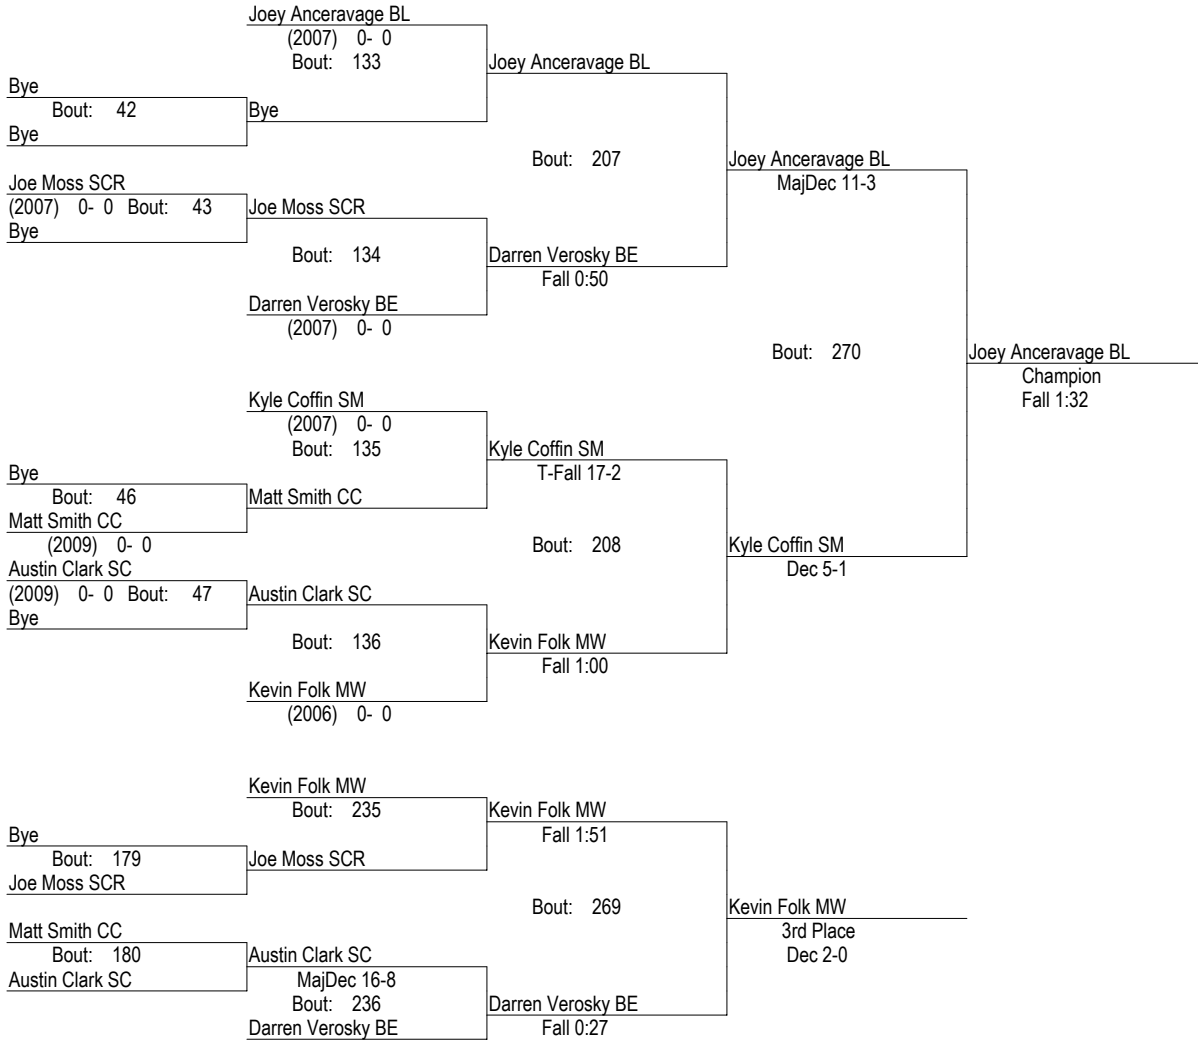 Joey Anceravage BL
(2007) 0- 0
Bout: 133
Joey Anceravage BL
Bye
Bout: 42
Bye
Bye
Bout: 207
Joey Anceravage BL
MajDec 11-3
Joe Moss SCR
(2007) 0- 0 Bout: 43
Joe Moss SCR
Bye
Bout: 134
Darren Verosky BE
Fall 0:50
Darren Verosky BE
(2007) 0- 0
Bout: 270
Joey Anceravage BL
Champion
Fall 1:32
Kyle Coffin SM
(2007) 0- 0
Bout: 135
Kyle Coffin SM
T-Fall 17-2
Bye
Bout: 46
Matt Smith CC
Matt Smith CC
(2009) 0- 0
Bout: 208
Kyle Coffin SM
Dec 5-1
Austin Clark SC
(2009) 0- 0 Bout: 47
Austin Clark SC
Bye
Bout: 136
Kevin Folk MW
Fall 1:00
Kevin Folk MW
(2006) 0- 0
Kevin Folk MW
Bout: 235
Kevin Folk MW
Fall 1:51
Bye
Bout: 179
Joe Moss SCR
Joe Moss SCR
Bout: 269
Kevin Folk MW
3rd Place
Dec 2-0
Matt Smith CC
Bout: 180
Austin Clark SC
Austin Clark SC
MajDec 16-8
Bout: 236
Darren Verosky BE
Fall 0:27
Darren Verosky BE